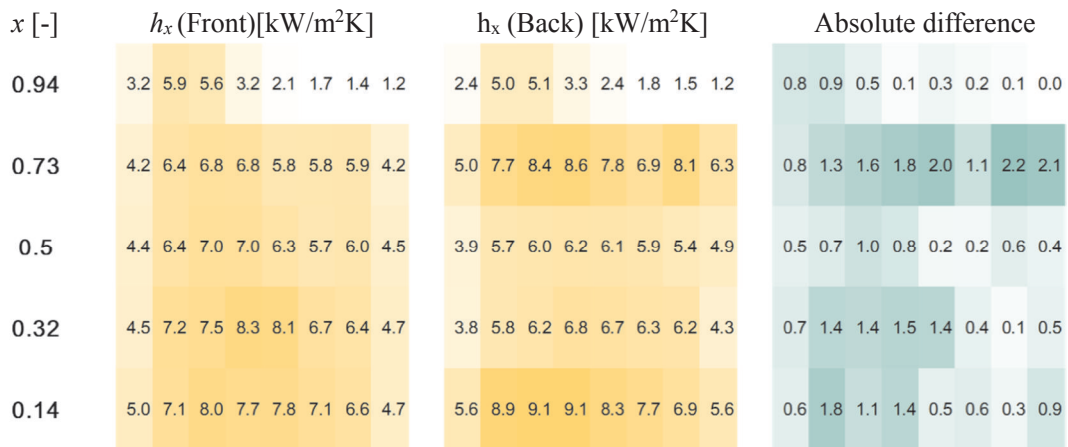 x [-] hₓ (Front)[kW/m²K] hₓ (Back) [kW/m²K] Absolute difference
0.94 3.2 5.9 5.6 3.2 2.1 1.7 1.4 1.2 2.4 5.0 5.1 3.3 2.4 1.8 1.5 1.2 0.8 0.9 0.5 0.1 0.3 0.2 0.1 0.0
0.73 4.2 6.4 6.8 6.8 5.8 5.8 5.9 4.2 5.0 7.7 8.4 8.6 7.8 6.9 8.1 6.3 0.8 1.3 1.6 1.8 2.0 1.1 2.2 2.1
0.5 4.4 6.4 7.0 7.0 6.3 5.7 6.0 4.5 3.9 5.7 6.0 6.2 6.1 5.9 5.4 4.9 0.5 0.7 1.0 0.8 0.2 0.2 0.6 0.4
0.32 4.5 7.2 7.5 8.3 8.1 6.7 6.4 4.7 3.8 5.8 6.2 6.8 6.7 6.3 6.2 4.3 0.7 1.4 1.4 1.5 1.4 0.4 0.1 0.5
0.14 5.0 7.1 8.0 7.7 7.8 7.1 6.6 4.7 5.6 8.9 9.1 9.1 8.3 7.7 6.9 5.6 0.6 1.8 1.1 1.4 0.5 0.6 0.3 0.9